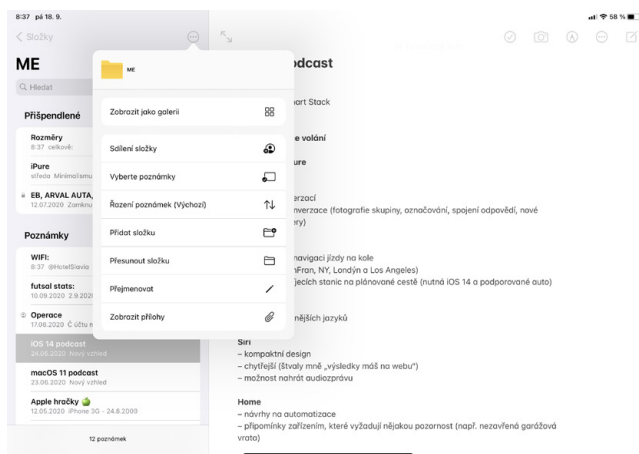 8:37 pá 18. 9.
58 %
Složky
ME
Hledat
Přišpendlené
Rozměry
8:37 celkově:
iPure
středa Minimalismu
EB, ARVAL AUTA,
12.07.2020 Zamknu
Poznámky
WIFI:
8:37 @HotelSlavia
futsal stats:
10.09.2020 2.9.2020
Operace
17.08.2020 Č účtu
iOS 14 podcast
24.06.2020 Nový vzhled
macOS 11 podcast
23.06.2020 Nový vzhled
Apple hračky 🍏
12.05.2020 iPhone 3G - 24.8.2009
12 poznámek
ME
Zobrazit jako galerii
Sdílení složky
Vyberte poznámky
Řazení poznámek (Výchozí)
Přidat složku
Přesunout složku
Přejmenovat
Zobrazit přílohy
odcast
art Stack
e volání
ure
erzací
nverzace (fotografie skupiny, označování, spojení odpovědí, nové
ry)
navigaci jízdy na kole
nFran, NY, Londýn a Los Angeles)
jecích stanic na plánované cestě (nutná iOS 14 a podporované auto)
nějších jazyků
Siri
– kompaktní design
– chytřejší (štvaly mně „výsledky máš na webu“)
– možnost nahrát audiozprávu
Home
– návrhy na automatizace
– připomínky zařízením, které vyžadují nějakou pozornost (např. nezavřená garážová
vrata)